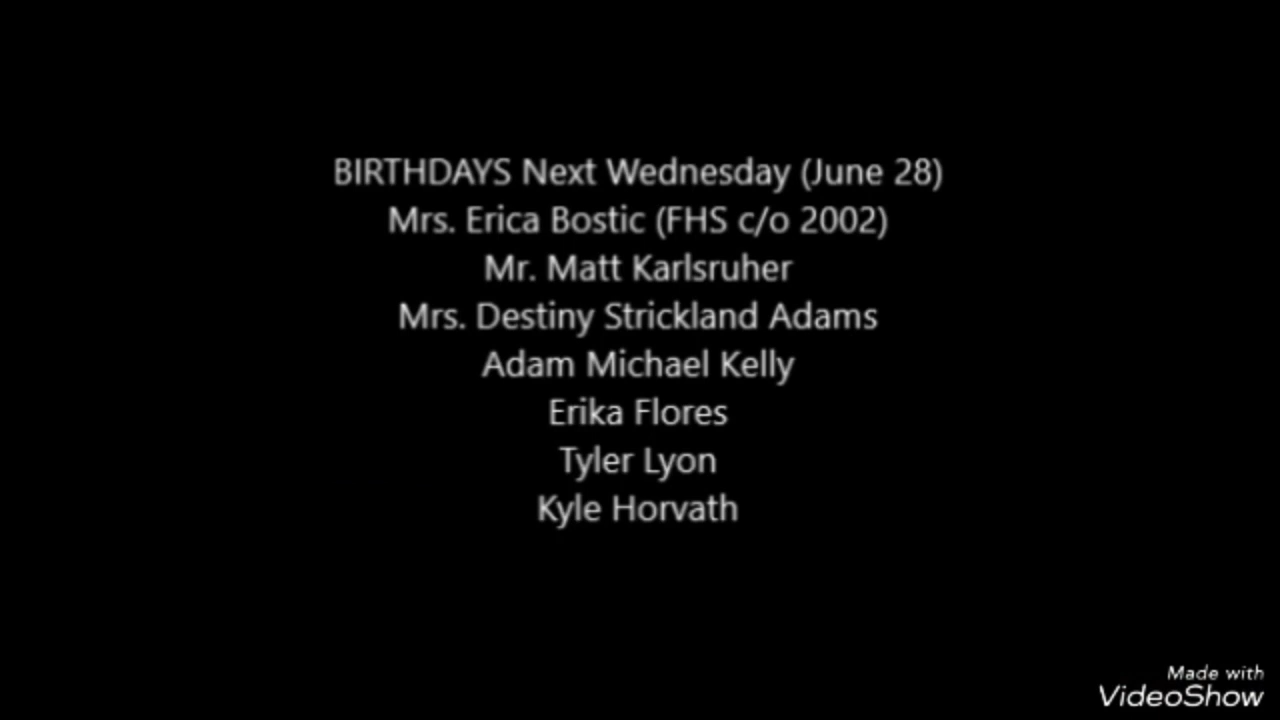 BIRTHDAYS Next Wednesday (June 28)
Mrs. Erica Bostic (FHS c/o 2002)
Mr. Matt Karlsruher
Mrs. Destiny Strickland Adams
Adam Michael Kelly
Erika Flores
Tyler Lyon
Kyle Horvath
Made with
VideoShow